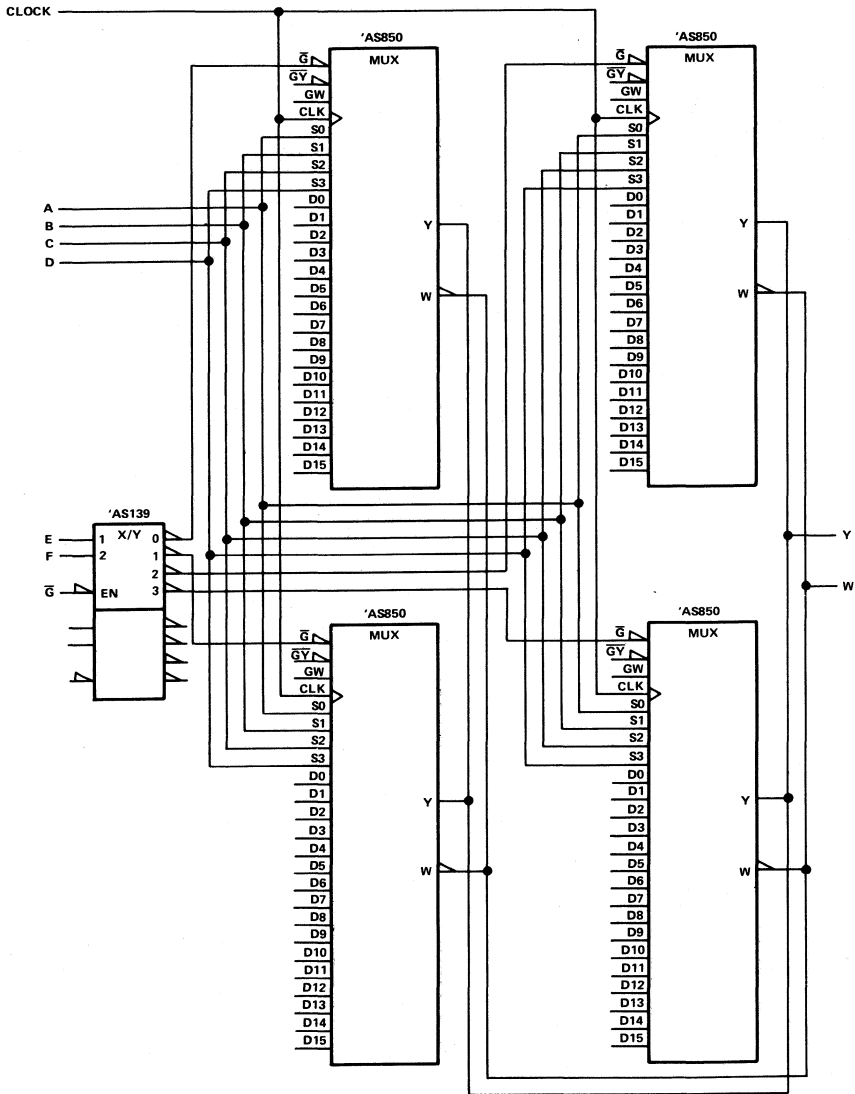 CLOCK
'AS850
MUX
G̅
G̅Y̅
GW
CLK
S0
S1
S2
S3
D0
D1
D2
D3
D4
D5
D6
D7
D8
D9
D10
D11
D12
D13
D14
D15
Y
W
'AS850
MUX
G̅
G̅Y̅
GW
CLK
S0
S1
S2
S3
D0
D1
D2
D3
D4
D5
D6
D7
D8
D9
D10
D11
D12
D13
D14
D15
Y
W
A
B
C
D
'AS139
X/Y
E
F
G̅
1
2
EN
0
1
2
3
Y
W
'AS850
MUX
G̅
G̅Y̅
GW
CLK
S0
S1
S2
S3
D0
D1
D2
D3
D4
D5
D6
D7
D8
D9
D10
D11
D12
D13
D14
D15
Y
W
'AS850
MUX
G̅
G̅Y̅
GW
CLK
S0
S1
S2
S3
D0
D1
D2
D3
D4
D5
D6
D7
D8
D9
D10
D11
D12
D13
D14
D15
Y
W